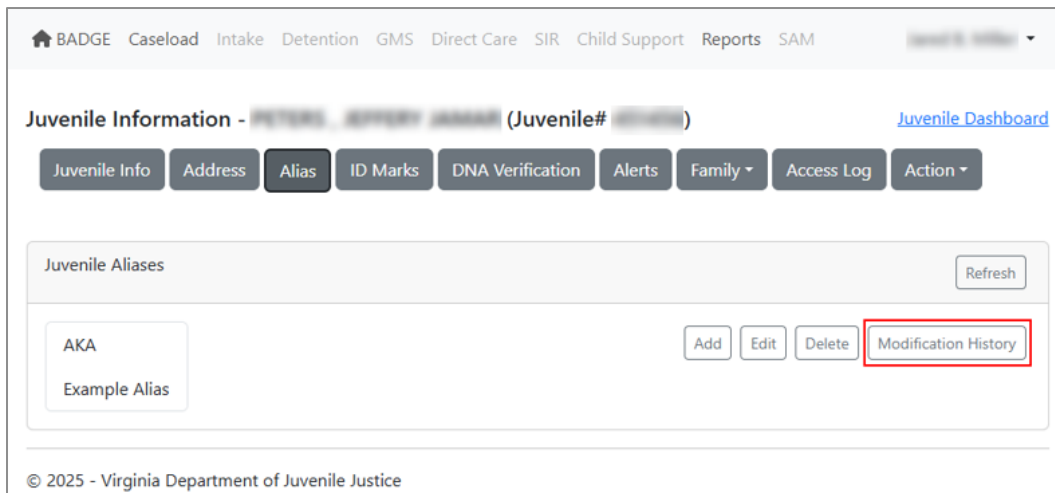 BADGE Caseload Intake Detention GMS Direct Care SIR Child Support Reports SAM
Juvenile Information - (Juvenile# )
Juvenile Dashboard
Juvenile Info Address Alias ID Marks DNA Verification Alerts Family Access Log Action
Juvenile Aliases
Refresh
AKA
Add Edit Delete Modification History
Example Alias
© 2025 - Virginia Department of Juvenile Justice